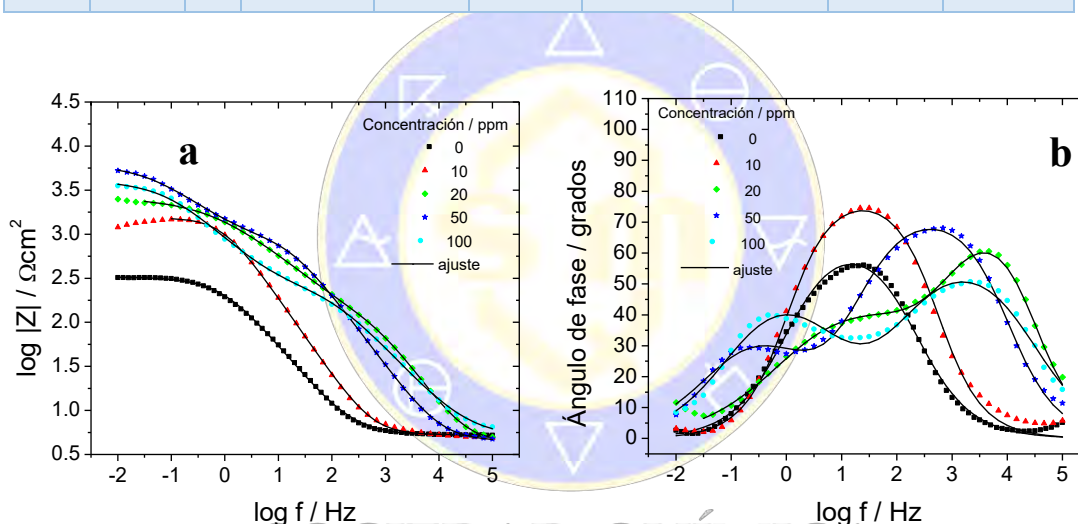 a
Concentración / ppm
0
10
20
50
100
ajuste
4.5
4.0
3.5
3.0
2.5
2.0
1.5
1.0
0.5
log |Z| / Ωcm²
-2 -1 0 1 2 3 4 5
log f / Hz
b
Concentración / ppm
0
10
20
50
100
ajuste
110
100
90
80
70
60
50
40
30
20
10
0
Ángulo de fase / grados
-2 -1 0 1 2 3 4 5
log f / Hz